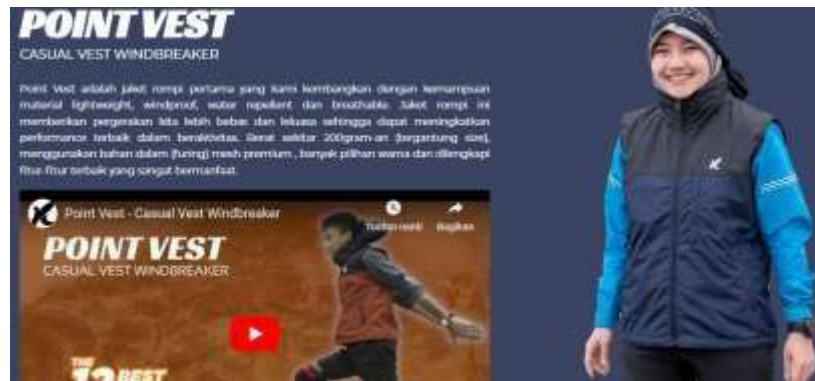 POINT VEST
CASUAL VEST WINDBREAKER
Point Vest adalah jaket rompi pertama yang kami kembangkan dengan kemampuan
material lightweight, windproof, water repellent dan breathable. Jaket rompi ini
memberikan pergerakan kita lebih bebas dan leluasa sehingga dapat meningkatkan
performance terbaik dalam beraktivitas. Berat sekitar 200gram-an (tergantung size),
menggunakan bahan dalam (furing) mesh premium , banyak pilihan warna dan dilengkapi
fitur-fitur terbaik yang sangat bermanfaat.
Point Vest - Casual Vest Windbreaker
Tonton nanti
Bagikan
POINT VEST
CASUAL VEST WINDBREAKER
THE
12 BEST